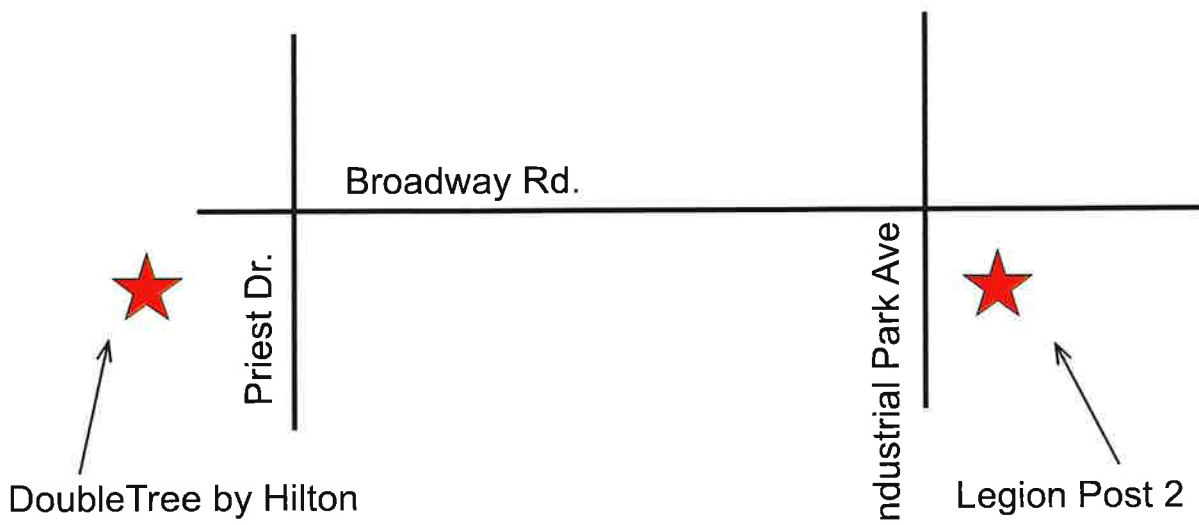 Broadway Rd.
Priest Dr.
ndustrial Park Ave
DoubleTree by Hilton
Legion Post 2